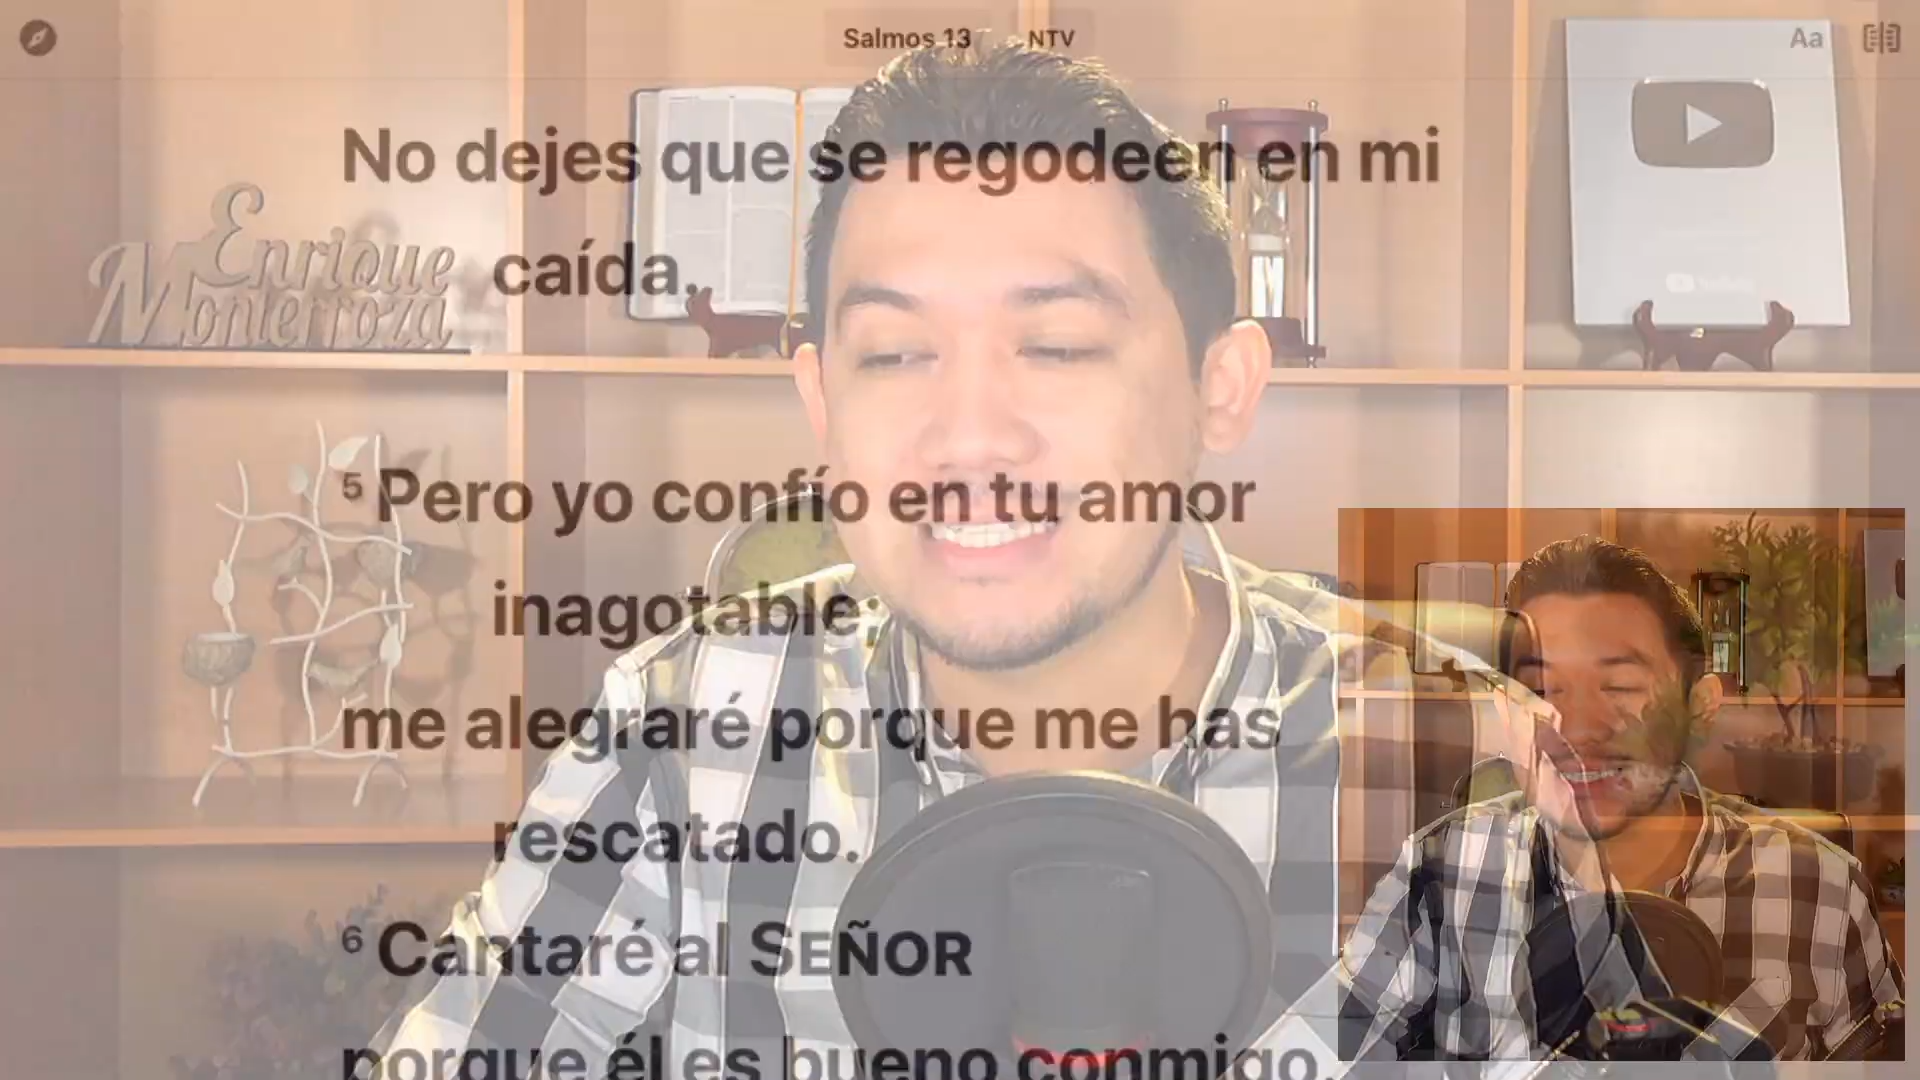 Salmos 13 NTV
Aa
No dejes que se regodeen en mi
caída.
Enrique
Monterroza
5 Pero yo confío en tu amor
inagotable;
me alegraré porque me has
rescatado.
6 Cantaré al SEÑOR
porque él es bueno conmigo.